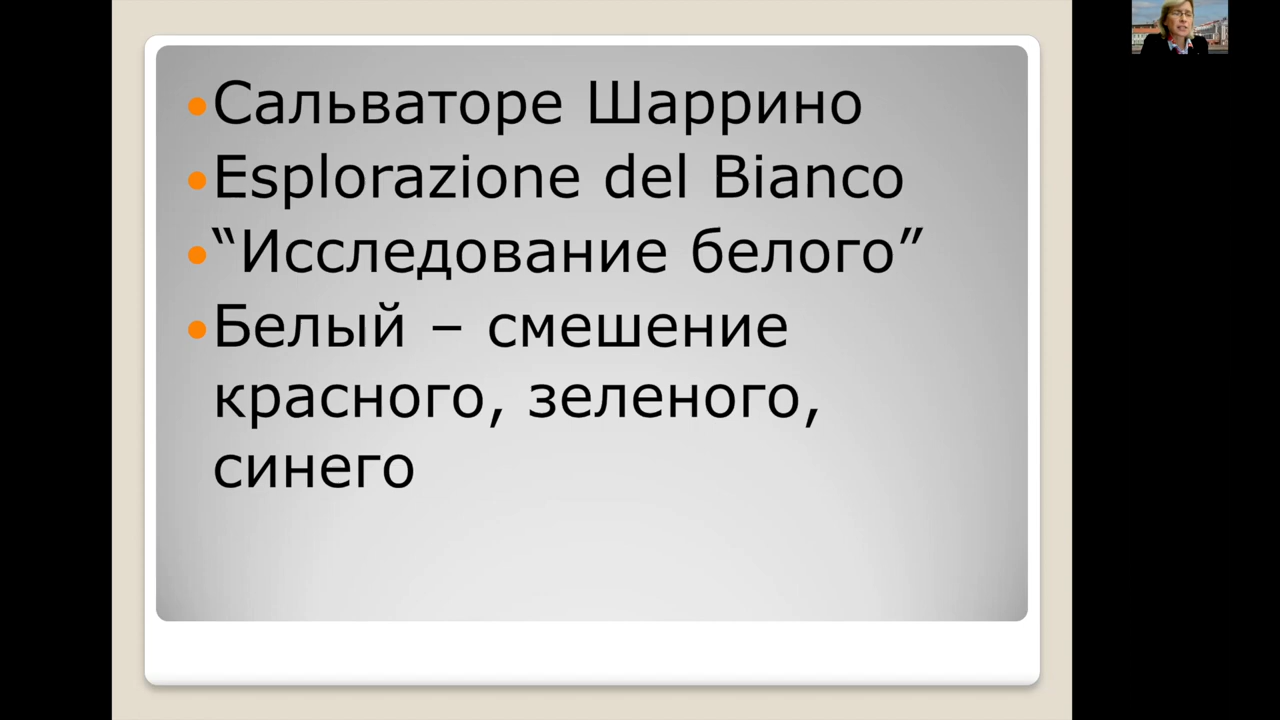 •Сальваторе Шаррино
•Esplorazione del Bianco
•“Исследование белого”
•Белый – смешение
красного, зеленого,
синего